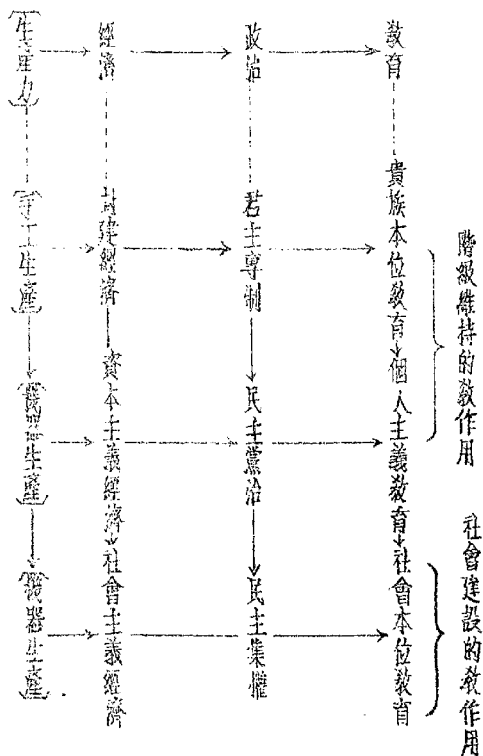 階級維持的教作用
社會建設的教作用
教育……貴族本位教育→個人主義教育→社會本位教育
政治……君主專制→民主黨治→民主集權
經濟……封建經濟—資本主義經濟→社會主義經濟
〔生產力〕……〔手工生產〕→〔機器生產〕→〔機器生產〕